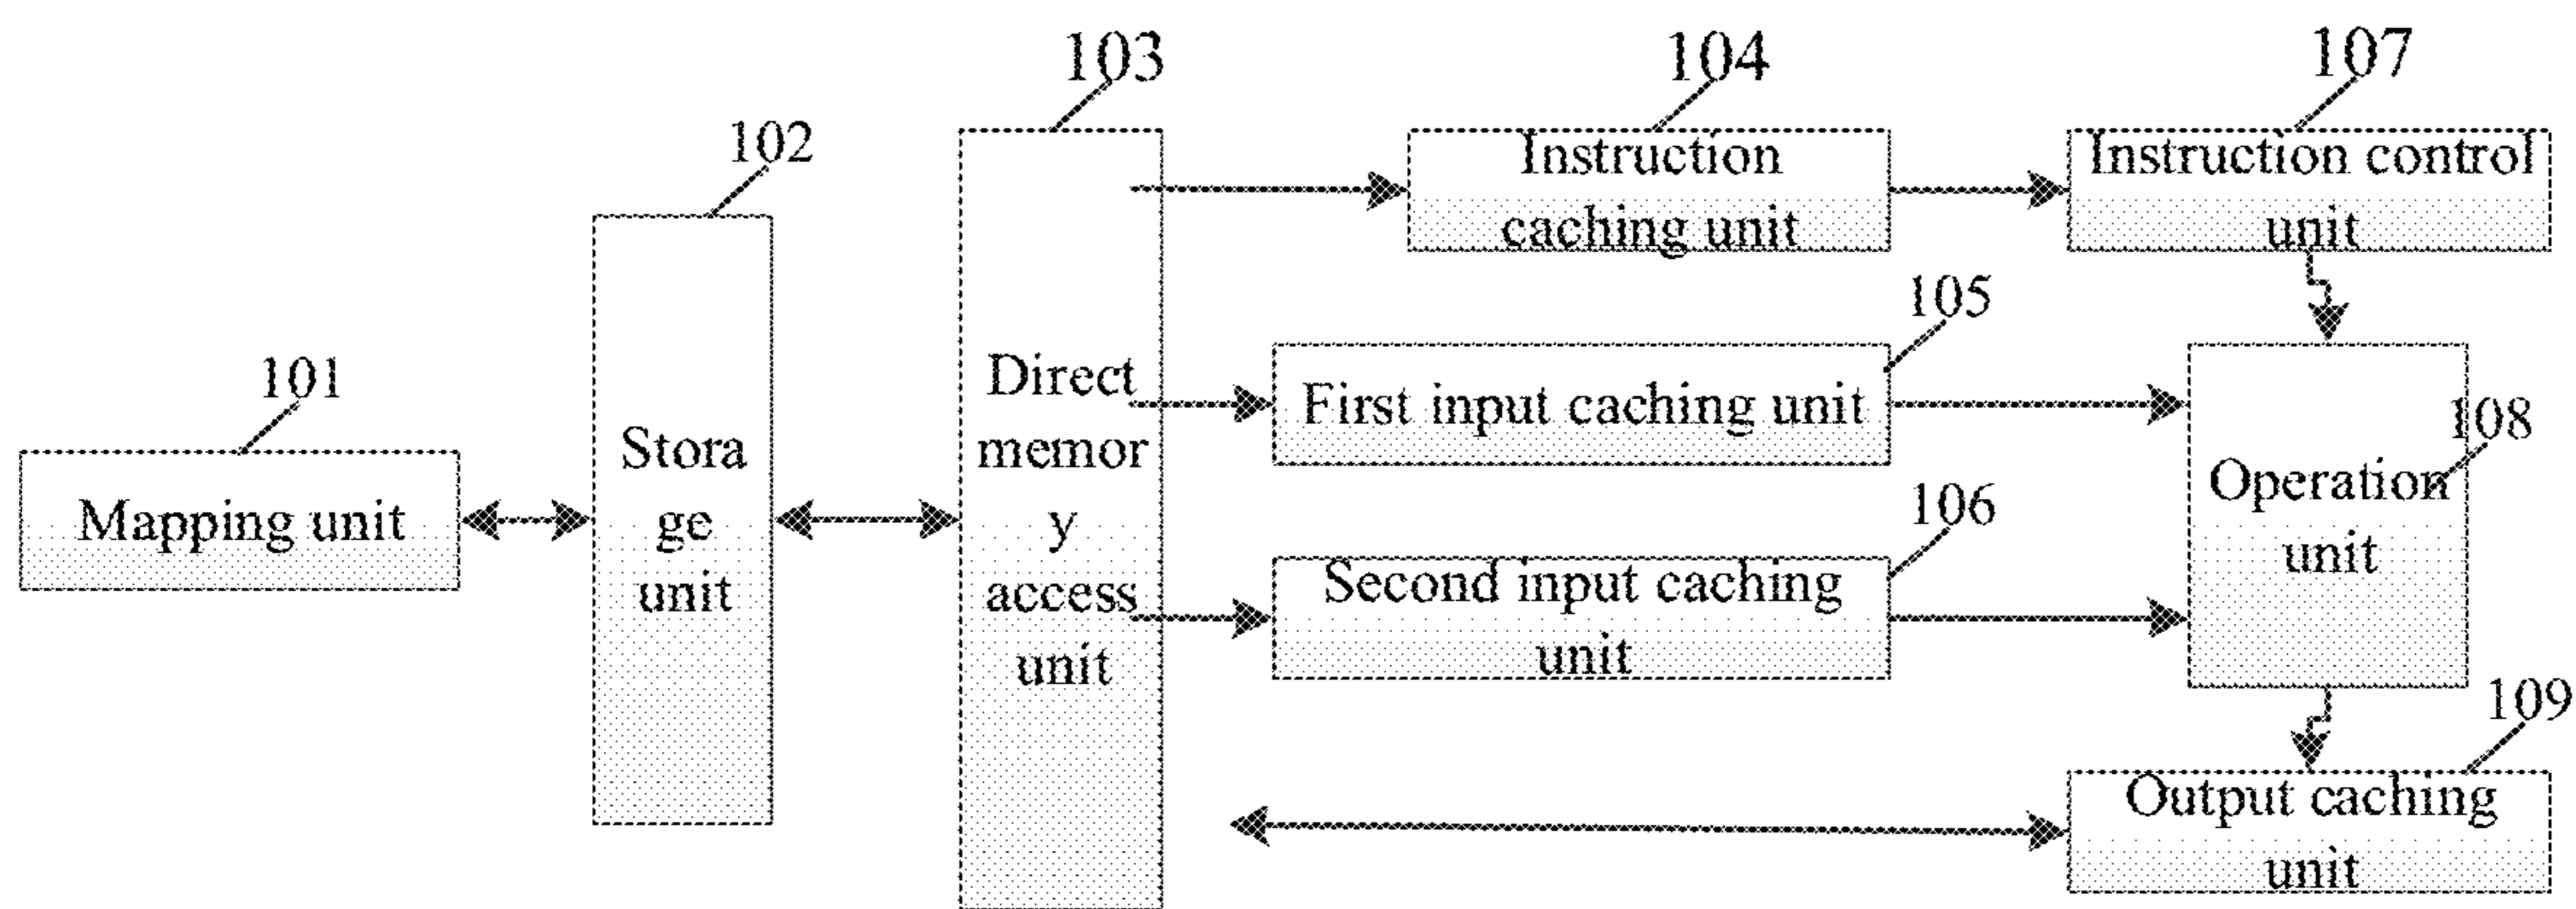 103
104
107
102
Instruction
caching unit
Instruction control
unit
105
101
Direct
memor
y
access
unit
First input caching unit
108
Stora
ge
unit
Mapping unit
Operation
unit
106
Second input caching
unit
109
Output caching
unit